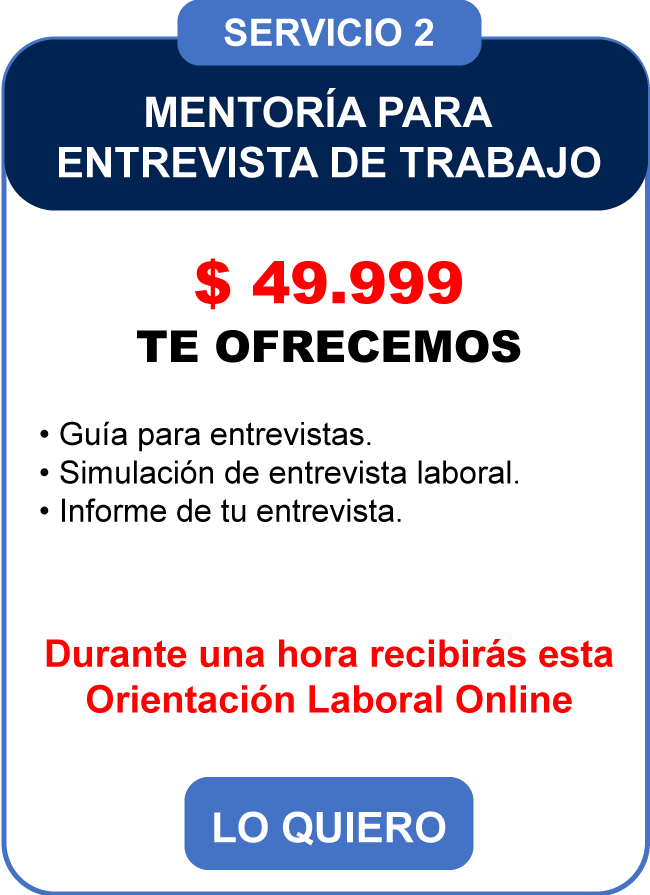 SERVICIO 2
MENTORÍA PARA
ENTREVISTA DE TRABAJO
$ 49.999
TE OFRECEMOS
• Guía para entrevistas.
• Simulación de entrevista laboral.
• Informe de tu entrevista.
Durante una hora recibirás esta
Orientación Laboral Online
LO QUIERO